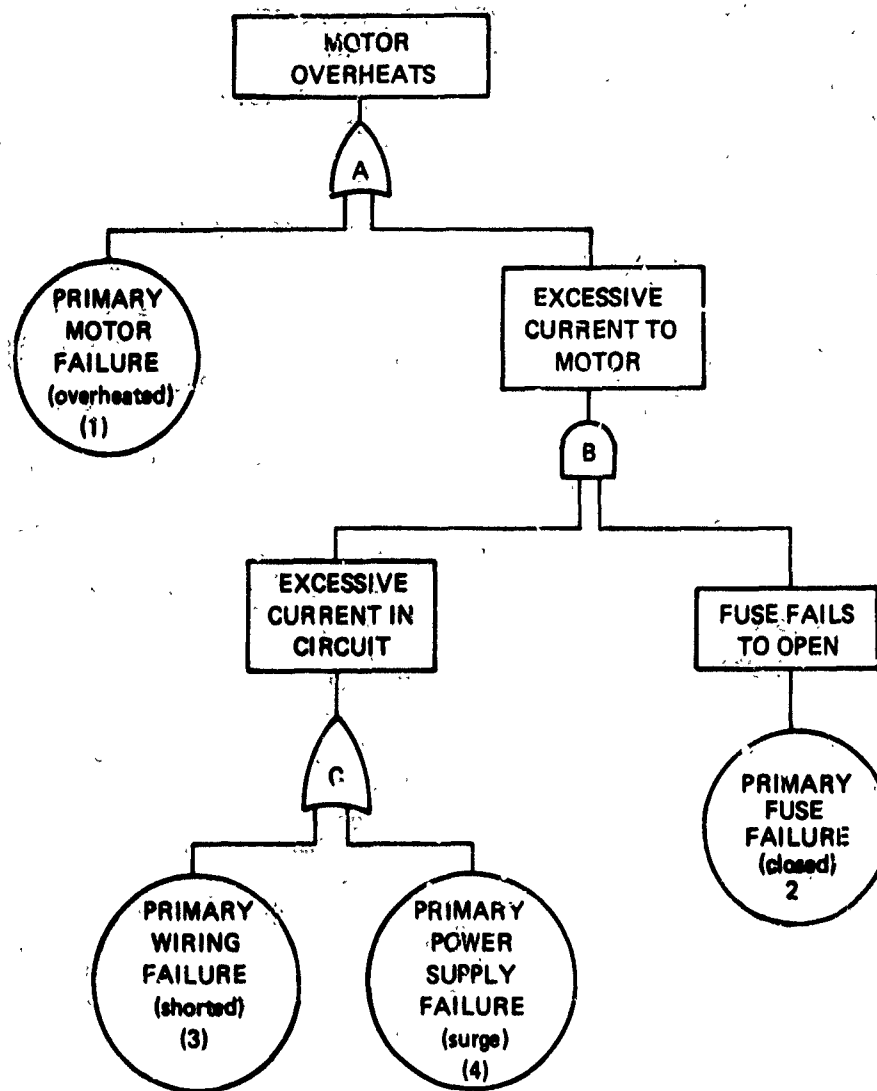 MOTOR
OVERHEATS
A
PRIMARY
MOTOR
FAILURE
(overheated)
(1)
EXCESSIVE
CURRENT TO
MOTOR
B
EXCESSIVE
CURRENT IN
CIRCUIT
FUSE FAILS
TO OPEN
C
PRIMARY
FUSE
FAILURE
(closed)
2
PRIMARY
WIRING
FAILURE
(shorted)
(3)
PRIMARY
POWER
SUPPLY
FAILURE
(surge)
(4)